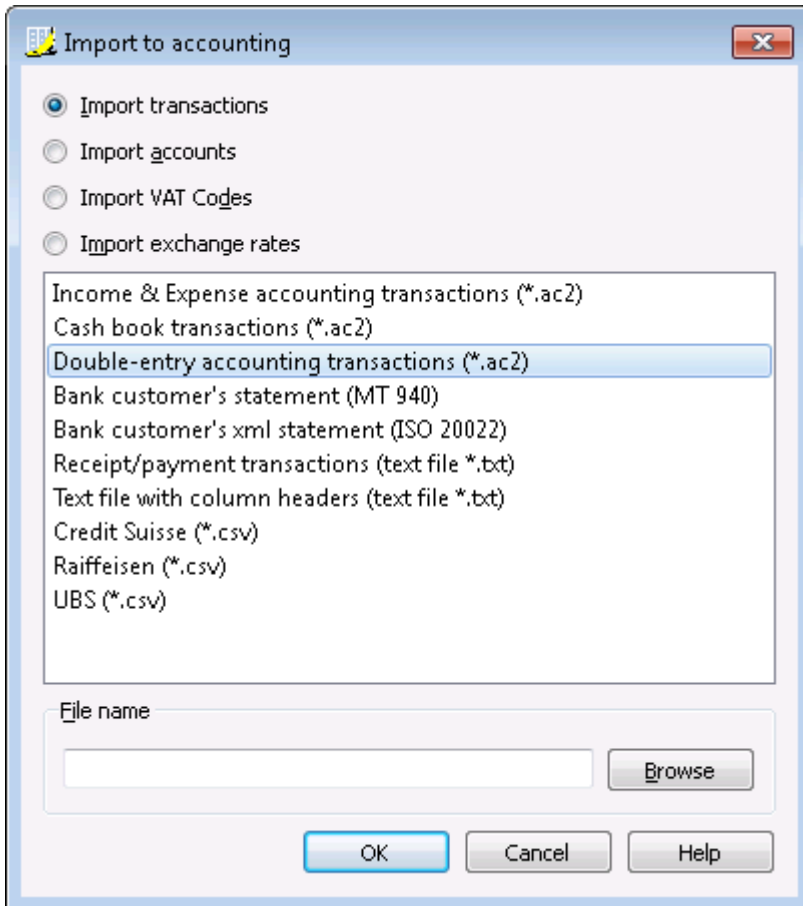 Import to accounting
Import transactions
Import accounts
Import VAT Codes
Import exchange rates
Income & Expense accounting transactions (*.ac2)
Cash book transactions (*.ac2)
Double-entry accounting transactions (*.ac2)
Bank customer's statement (MT 940)
Bank customer's xml statement (ISO 20022)
Receipt/payment transactions (text file *.txt)
Text file with column headers (text file *.txt)
Credit Suisse (*.csv)
Raiffeisen (*.csv)
UBS (*.csv)
File name
Browse
OK Cancel Help